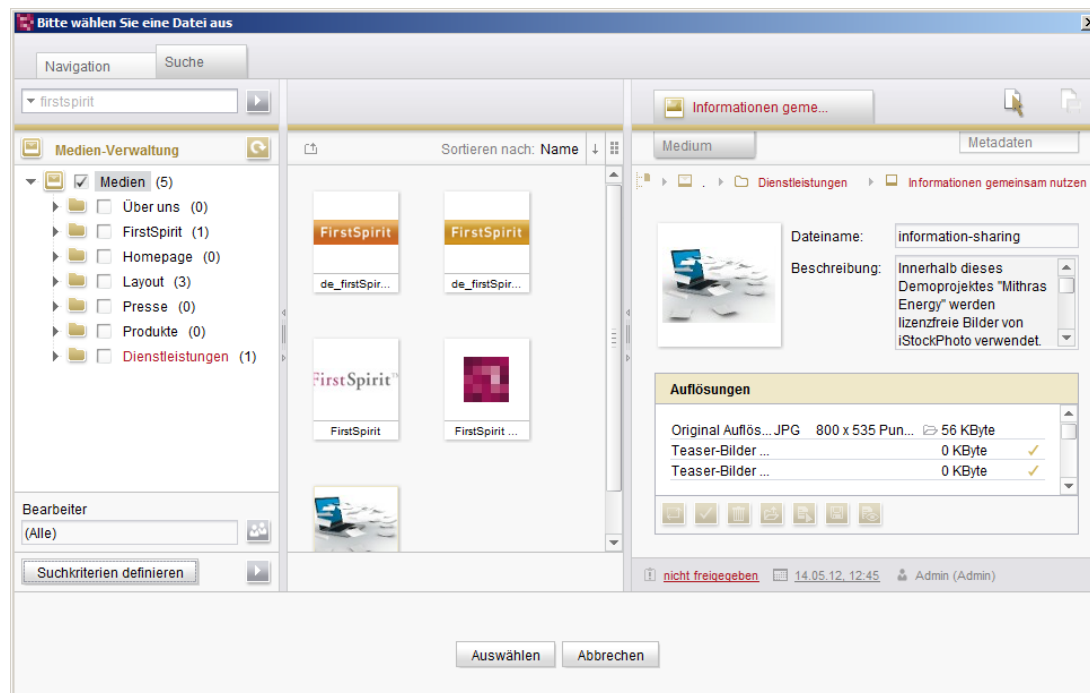 Bitte wählen Sie eine Datei aus
Navigation
Suche
firstspirit
Medien-Verwaltung
Medien (5)
Über uns (0)
FirstSpirit (1)
Homepage (0)
Layout (3)
Presse (0)
Produkte (0)
Dienstleistungen (1)
Bearbeiter
(Alle)
Suchkriterien definieren
Sortieren nach: Name
FirstSpirit
de_firstSpir...
FirstSpirit
de_firstSpir...
FirstSpirit™
FirstSpirit
FirstSpirit ...
Informationen geme...
Medium
Metadaten
. Dienstleistungen Informationen gemeinsam nutzen
Dateiname: information-sharing
Beschreibung: Innerhalb dieses
Demoprojektes "Mithras
Energy" werden
lizenzfreie Bilder von
iStockPhoto verwendet.
Auflösungen
Original Auflös... JPG 800 x 535 Pun... 56 KByte
Teaser-Bilder ... 0 KByte
Teaser-Bilder ... 0 KByte
nicht freigegeben 14.05.12, 12:45 Admin (Admin)
Auswählen Abbrechen